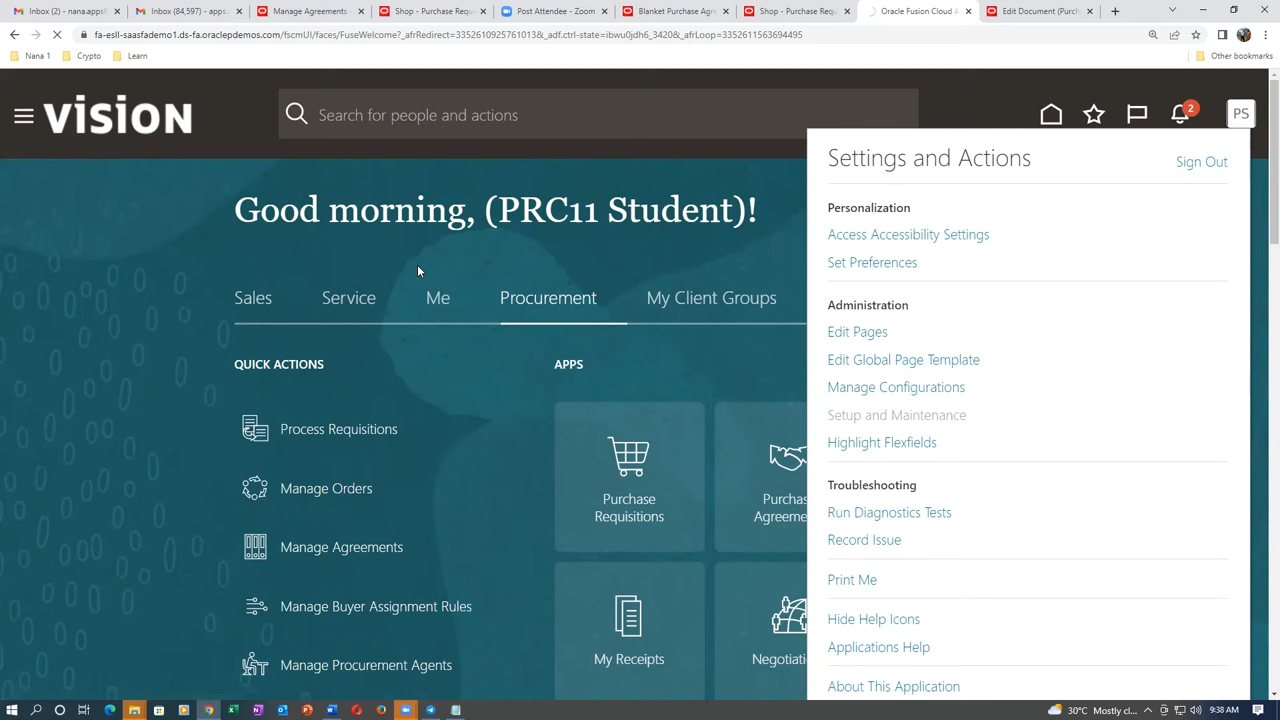 Inbox (2) - nana.app
Inbox (84,597) - apps
Manage Agreements
Shop - Purchase Requ
Post Attendee - Zoom
Blanket Purchase Agre
Shop - Purchase Requ
Oracle Fusion Cloud A
Edit Document (Purch
fa-esll-saasfademo1.ds-fa.oraclepdemos.com/fscmUI/faces/FuseWelcome?_afrRedirect=3352610925761013&_adf.ctrl-state=ibwu0jdh6_3420&_afrLoop=3352611563694495
Nana 1
Crypto
Learn
Other bookmarks
VISION
Search for people and actions
2
PS
Settings and Actions
Sign Out
Good morning, (PRC11 Student)!
Personalization
Access Accessibility Settings
Set Preferences
Sales
Service
Me
Procurement
My Client Groups
Administration
Edit Pages
Edit Global Page Template
Manage Configurations
Setup and Maintenance
Highlight Flexfields
QUICK ACTIONS
Process Requisitions
Manage Orders
Manage Agreements
Manage Buyer Assignment Rules
Manage Procurement Agents
APPS
Purchase
Requisitions
Purchas
Agreeme
My Receipts
Negotiati
Troubleshooting
Run Diagnostics Tests
Record Issue
Print Me
Hide Help Icons
Applications Help
About This Application
30°C Mostly cl...
9:38 AM